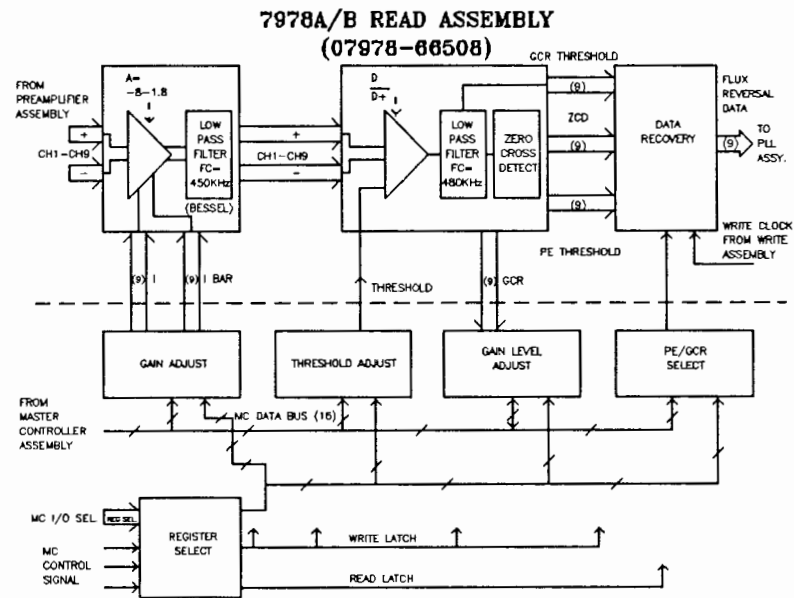 7978A/B READ ASSEMBLY
(07978-66508)
FROM
PREAMPLIFIER
ASSEMBLY
+
CH1-CH9
-
A=
-8-1.8
LOW
PASS
FILTER
FC=
450KHz
(BESSEL)
+
CH1-CH9
-
D
D+
LOW
PASS
FILTER
FC=
480KHz
ZERO
CROSS
DETECT
GCR THRESHOLD
(9)
ZCD
(9)
(9)
PE THRESHOLD
DATA
RECOVERY
FLUX
REVERSAL
DATA
(9)
TO
PLL
ASSY.
WRITE CLOCK
FROM WRITE
ASSEMBLY
(9) I
(9) I BAR
THRESHOLD
(9) GCR
GAIN ADJUST
THRESHOLD ADJUST
GAIN LEVEL
ADJUST
PE/GCR
SELECT
FROM
MASTER
CONTROLLER
ASSEMBLY
MC DATA BUS (16)
MC I/O SEL.
REG SEL
MC
CONTROL
SIGNAL
REGISTER
SELECT
WRITE LATCH
READ LATCH